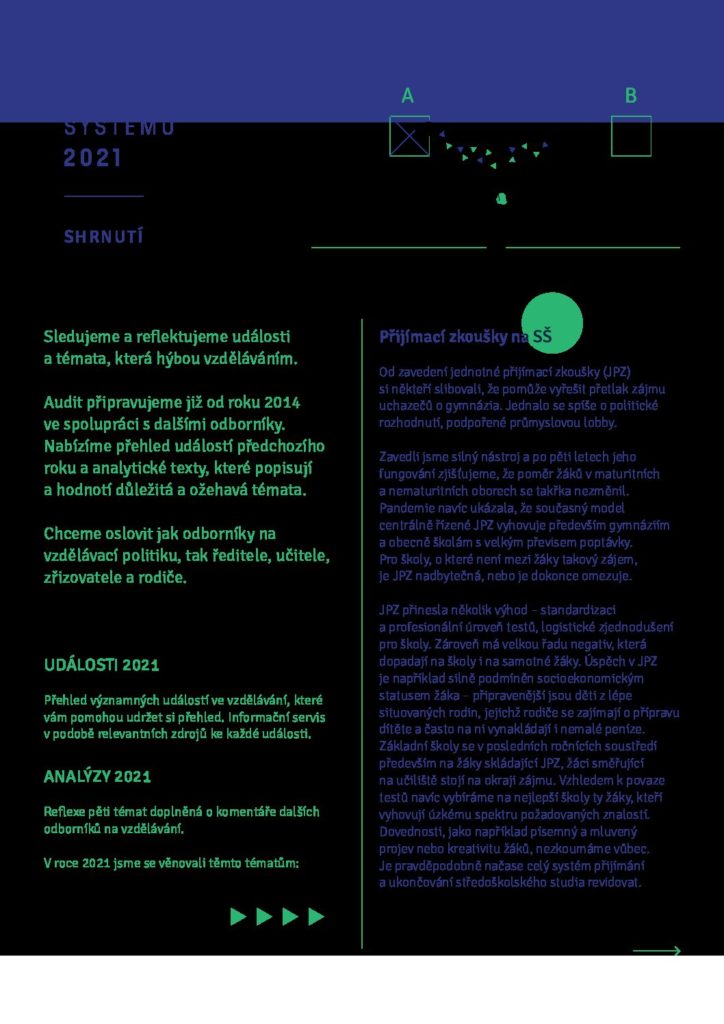 SYSTÉMU
2021
SHRNUTÍ
A
B
Sledujeme a reflektujeme události
a témata, která hýbou vzděláváním.
Audit připravujeme již od roku 2014
ve spolupráci s dalšími odborníky.
Nabízíme přehled událostí předchozího
roku a analytické texty, které popisují
a hodnotí důležitá a ožehavá témata.
Chceme oslovit jak odborníky na
vzdělávací politiku, tak ředitele, učitele,
zřizovatele a rodiče.
UDÁLOSTI 2021
Přehled významných událostí ve vzdělávání, které
vám pomohou udržet si přehled. Informační servis
v podobě relevantních zdrojů ke každé události.
ANALÝZY 2021
Reflexe pěti témat doplněná o komentáře dalších
odborníků na vzdělávání.
V roce 2021 jsme se věnovali těmto tématům:
Přijímací zkoušky na SŠ
Od zavedení jednotné přijímací zkoušky (JPZ)
si někteří slibovali, že pomůže vyřešit přetlak zájmu
uchazečů o gymnázia. Jednalo se spíše o politické
rozhodnutí, podpořené průmyslovou lobby.
Zavedli jsme silný nástroj a po pěti letech jeho
fungování zjišťujeme, že poměr žáků v maturitních
a nematuritních oborech se takřka nezměnil.
Pandemie navíc ukázala, že současný model
centrálně řízené JPZ vyhovuje především gymnáziím
a obecně školám s velkým převisem poptávky.
Pro školy, o které není mezi žáky takový zájem,
je JPZ nadbytečná, nebo je dokonce omezuje.
JPZ přinesla několik výhod – standardizaci
a profesionální úroveň testů, logistické zjednodušení
pro školy. Zároveň má velkou řadu negativ, která
dopadají na školy i na samotné žáky. Úspěch v JPZ
je například silně podmíněn socioekonomickým
statusem žáka – připravenější jsou děti z lépe
situovaných rodin, jejichž rodiče se zajímají o přípravu
dítěte a často na ni vynakládají i nemalé peníze.
Základní školy se v posledních ročnících soustředí
především na žáky skládající JPZ, žáci směřující
na učiliště stojí na okraji zájmu. Vzhledem k povaze
testů navíc vybíráme na nejlepší školy ty žáky, kteří
vyhovují úzkému spektru požadovaných znalostí.
Dovednosti, jako například písemný a mluvený
projev nebo kreativitu žáků, nezkoumáme vůbec.
Je pravděpodobně načase celý systém přijímání
a ukončování středoškolského studia revidovat.